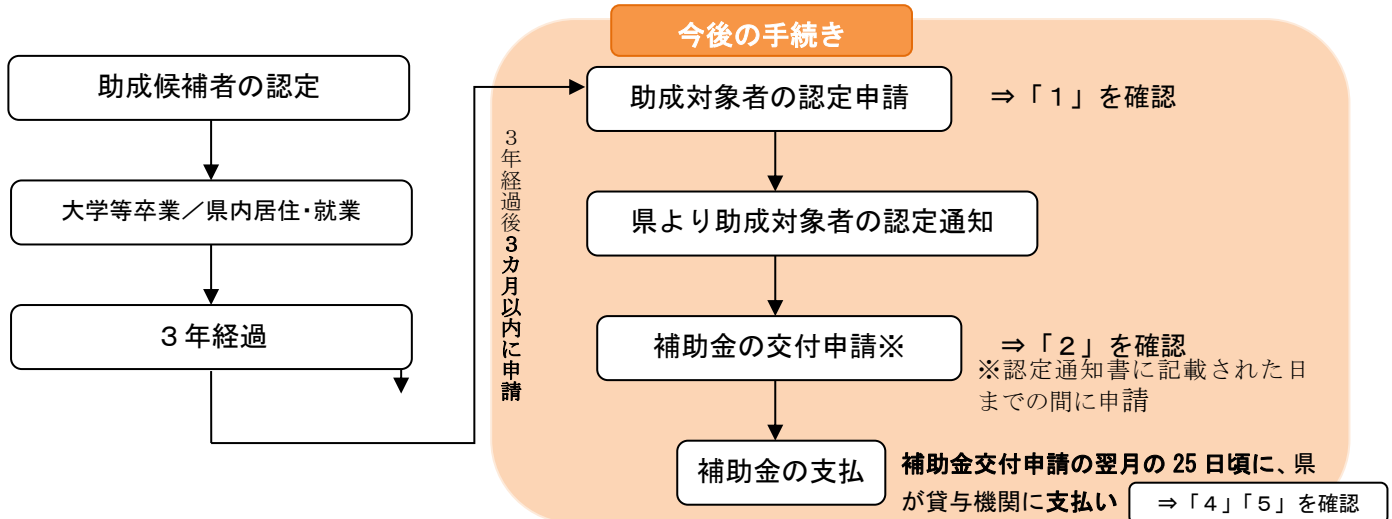 今後の手続き
助成候補者の認定
大学等卒業／県内居住・就業
３年経過
３年経過後３カ月以内に申請
助成対象者の認定申請
⇒「１」を確認
県より助成対象者の認定通知
補助金の交付申請※
⇒「２」を確認
※認定通知書に記載された日
までの間に申請
補助金の支払
補助金交付申請の翌月の 25 日頃に、県
が貸与機関に支払い
⇒「４」「５」を確認